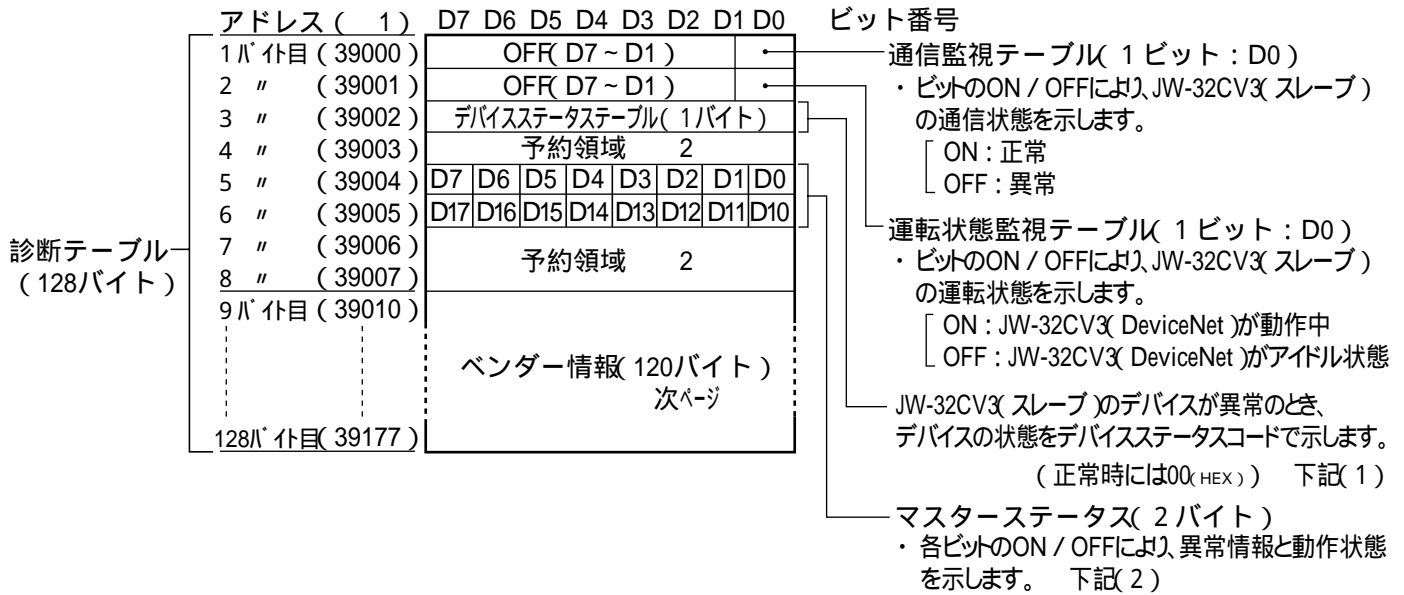 アドレス( 1) D7 D6 D5 D4 D3 D2 D1 D0 ビット番号
1バイト目(39000) OFF(D7~D1)
2 〃 (39001) OFF(D7~D1)
3 〃 (39002) デバイスステータステーブル(1バイト)
4 〃 (39003) 予約領域 2
5 〃 (39004) D7 D6 D5 D4 D3 D2 D1 D0
6 〃 (39005) D17 D16 D15 D14 D13 D12 D11 D10
7 〃 (39006)
予約領域 2
8 〃 (39007)
9バイト目(39010)
ベンダー情報(120バイト)
次ページ
128バイト目(39177)
診断テーブル
(128バイト)
通信監視テーブル(1ビット:D0)
・ビットのON/OFFにより、JW-32CV3(スレーブ)
の通信状態を示します。
ON:正常
OFF:異常
運転状態監視テーブル(1ビット:D0)
・ビットのON/OFFにより、JW-32CV3(スレーブ)
の運転状態を示します。
ON:JW-32CV3(DeviceNet)が動作中
OFF:JW-32CV3(DeviceNet)がアイドル状態
JW-32CV3(スレーブ)のデバイスが異常のとき、
デバイスの状態をデバイスステータスコードで示します。
(正常時には00(HEX)) 下記(1)
マスターステータス(2バイト)
・各ビットのON/OFFにより、異常情報と動作状態
を示します。 下記(2)